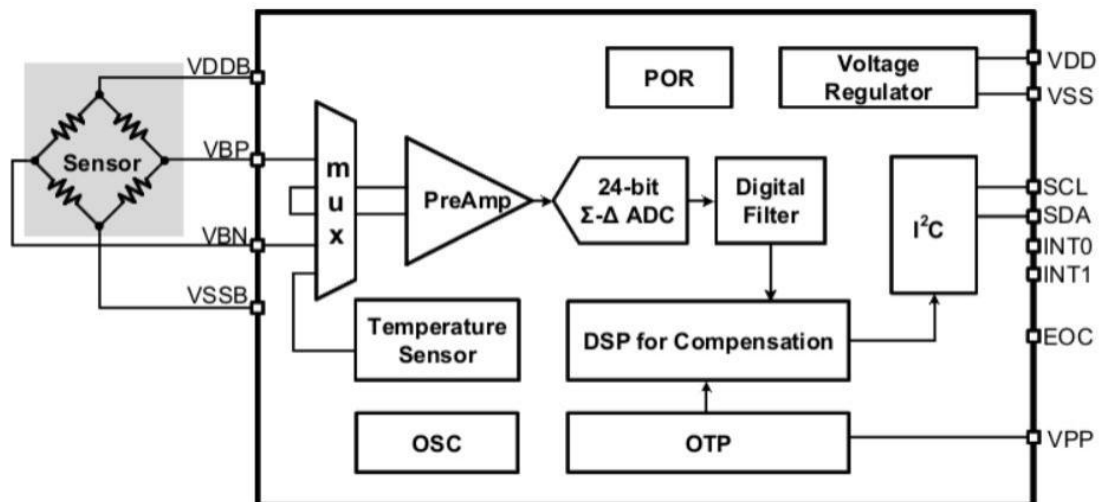 VDDB
VBP
VBN
VSSB
Sensor
m
u
x
PreAmp
24-bit
Σ-Δ ADC
Digital
Filter
POR
Voltage
Regulator
I²C
Temperature
Sensor
DSP for Compensation
OSC
OTP
VDD
VSS
SCL
SDA
INT0
INT1
EOC
VPP